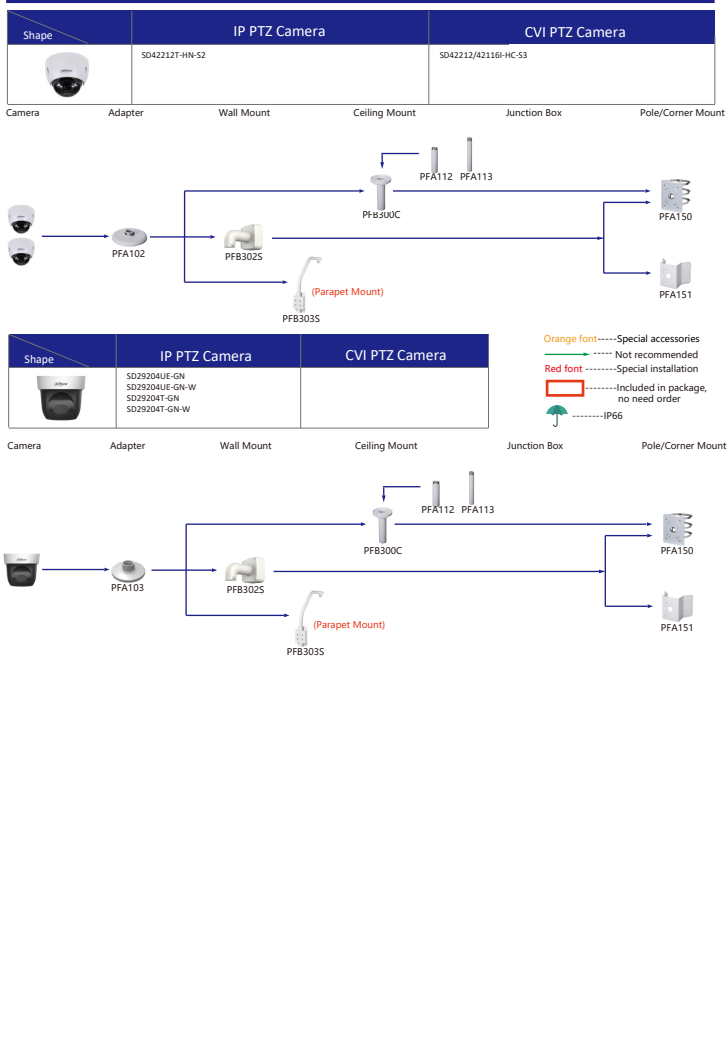 Shape
IP PTZ Camera
CVI PTZ Camera
SD42212T-HN-S2
SD42212/42116I-HC-S3
Camera
Adapter
Wall Mount
Ceiling Mount
Junction Box
Pole/Corner Mount
PFA112
PFA113
PFB300C
PFA150
PFA102
PFB302S
(Parapet Mount)
PFA151
PFB303S
Shape
IP PTZ Camera
CVI PTZ Camera
SD29204UE-GN
SD29204UE-GN-W
SD29204T-GN
SD29204T-GN-W
Orange font-----Special accessories
----- Not recommended
Red font -------Special installation
-------Included in package,
no need order
--------IP66
Camera
Adapter
Wall Mount
Ceiling Mount
Junction Box
Pole/Corner Mount
PFA112
PFA113
PFB300C
PFA150
PFA103
PFB302S
(Parapet Mount)
PFA151
PFB303S